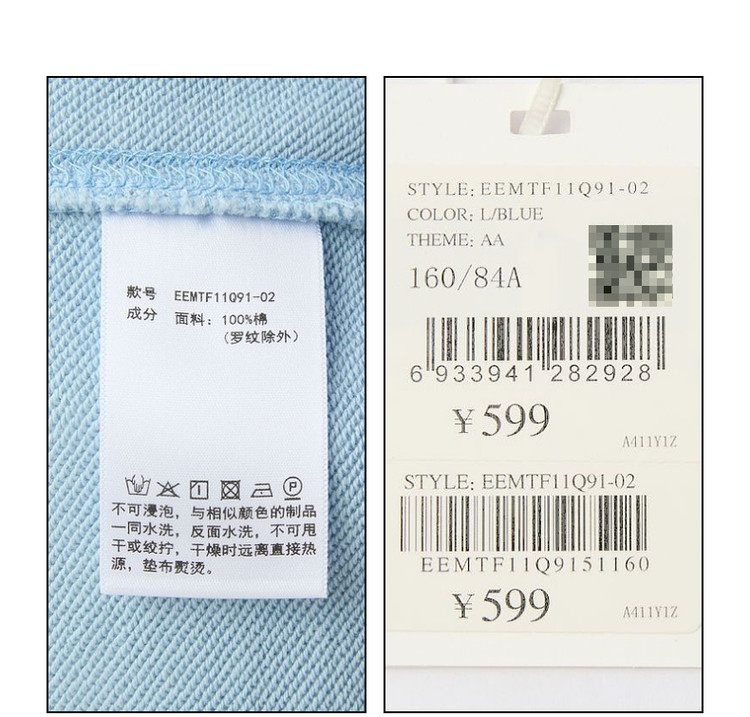 款号 EEMTF11Q91-02
成分 面料：100%棉
（罗纹除外）
不可浸泡，与相似颜色的制品
一同水洗，反面水洗，不可甩
干或绞拧，干燥时远离直接热
源，垫布熨烫。
STYLE: EEMTF11Q91-02
COLOR: L/BLUE
THEME: AA
160/84A
6 933941 282928
￥599
A411Y1Z
STYLE: EEMTF11Q91-02
EEMTF11Q9151160
￥599
A411Y1Z